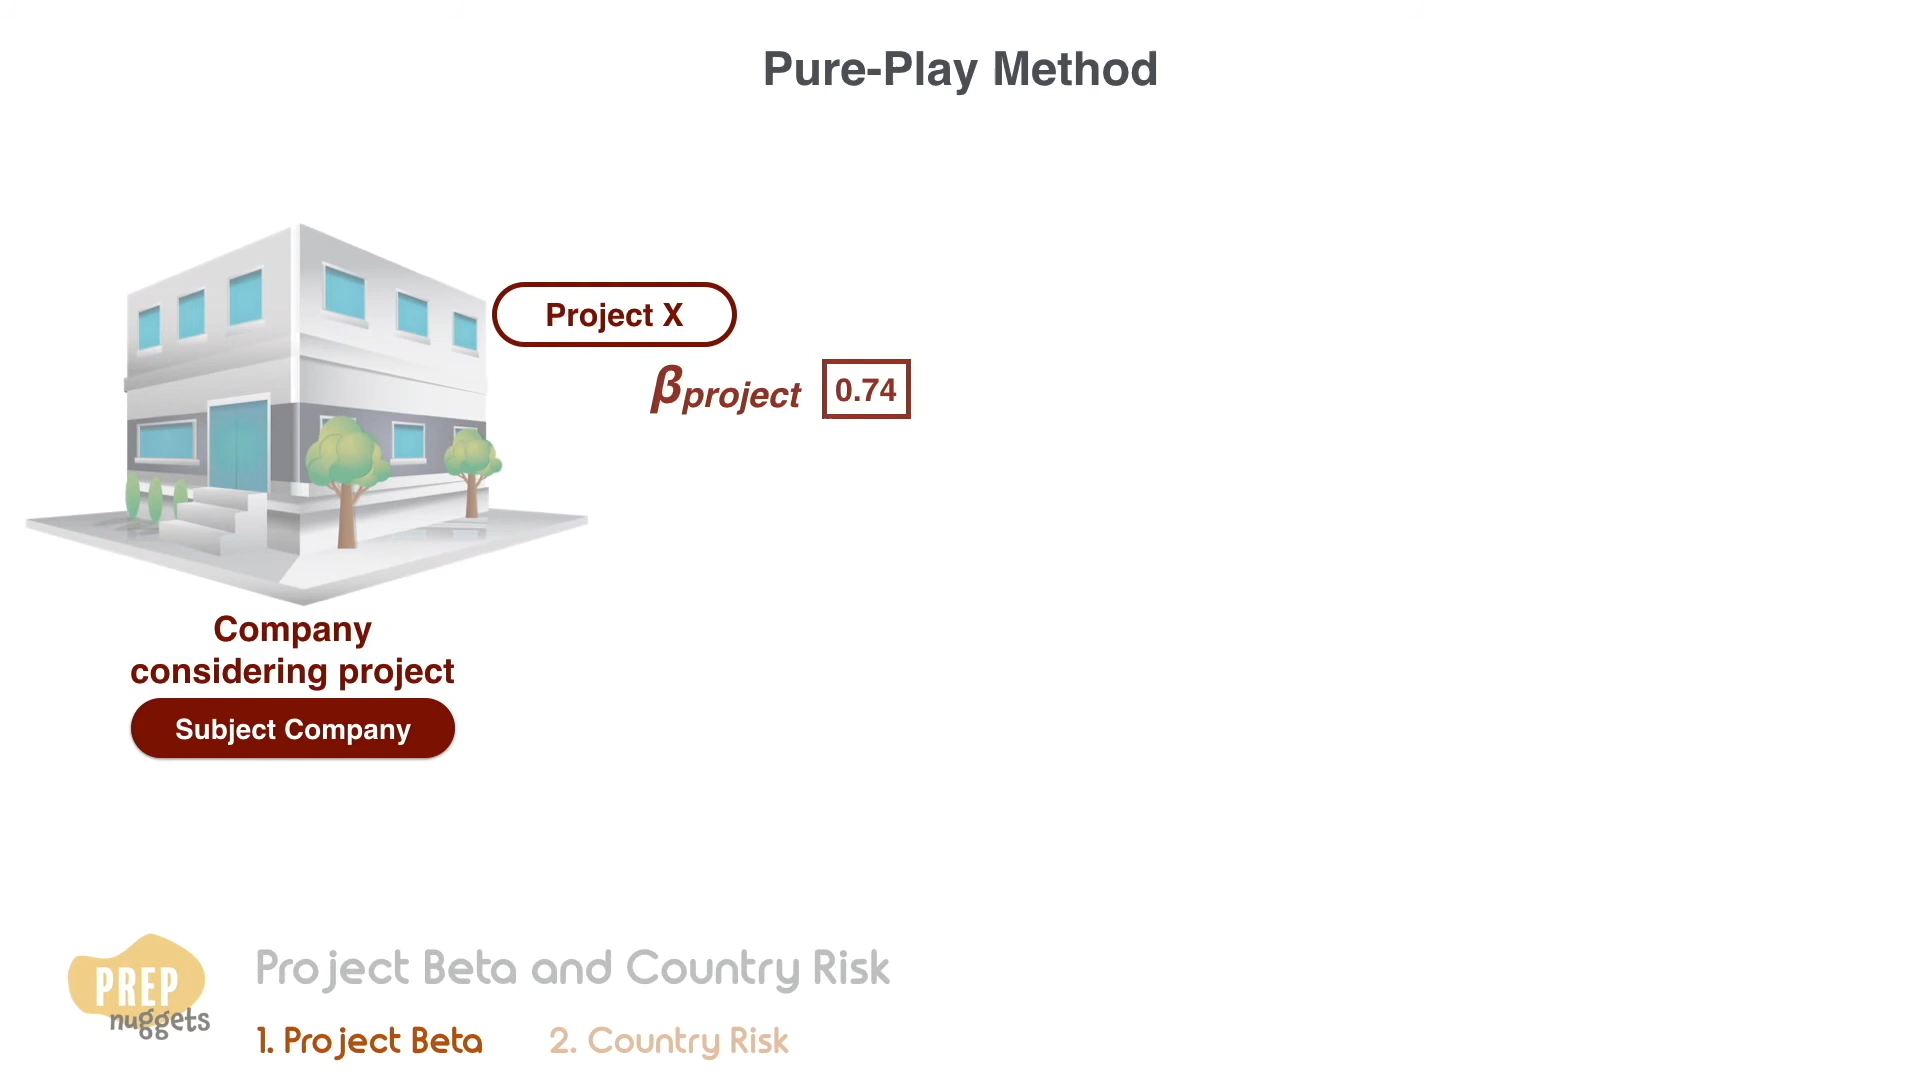 Pure-Play Method
Project X
βproject 0.74
Company
considering project
Subject Company
PREP
nuggets
Project Beta and Country Risk
1. Project Beta 2. Country Risk